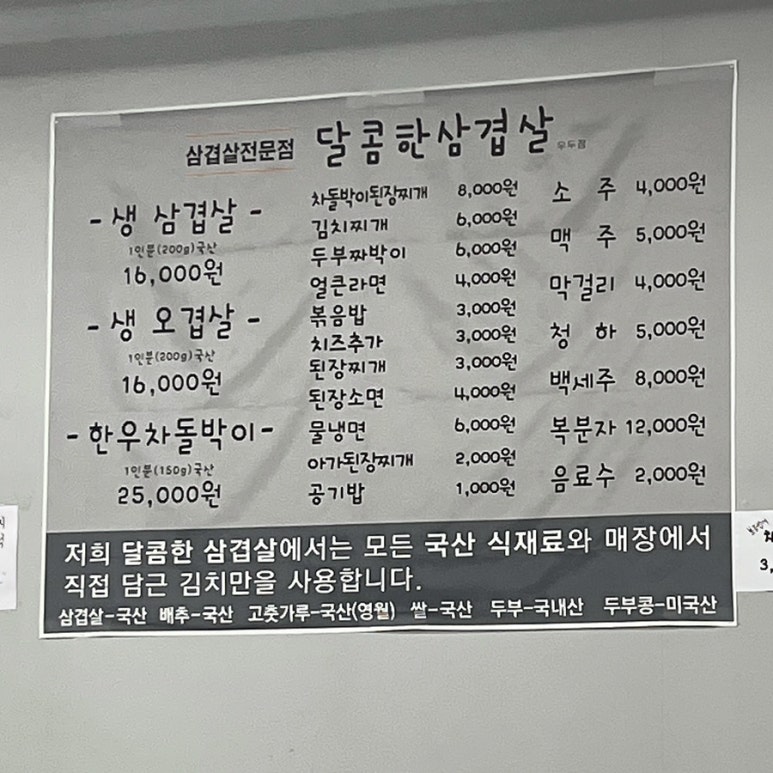 삼겹살전문점 달콤한삼겹살 우두점
- 생 삼겹살 -
1인분(200g)국산
16,000원
- 생 오겹살 -
1인분(200g)국산
16,000원
- 한우차돌박이 -
1인분(150g)국산
25,000원
차돌박이된장찌개 8,000원
김치찌개 6,000원
두부짜박이 6,000원
얼큰라면 4,000원
볶음밥 3,000원
치즈추가 3,000원
된장찌개 3,000원
된장소면 4,000원
물냉면 6,000원
아가된장찌개 2,000원
공기밥 1,000원
소 주 4,000원
맥 주 5,000원
막걸리 4,000원
청 하 5,000원
백세주 8,000원
복분자 12,000원
음료수 2,000원
저희 달콤한 삼겹살에서는 모든 국산 식재료와 매장에서
직접 담근 김치만을 사용합니다.
삼겹살-국산 배추-국산 고춧가루-국산(영월) 쌀-국산 두부-국내산 두부콩-미국산
3,